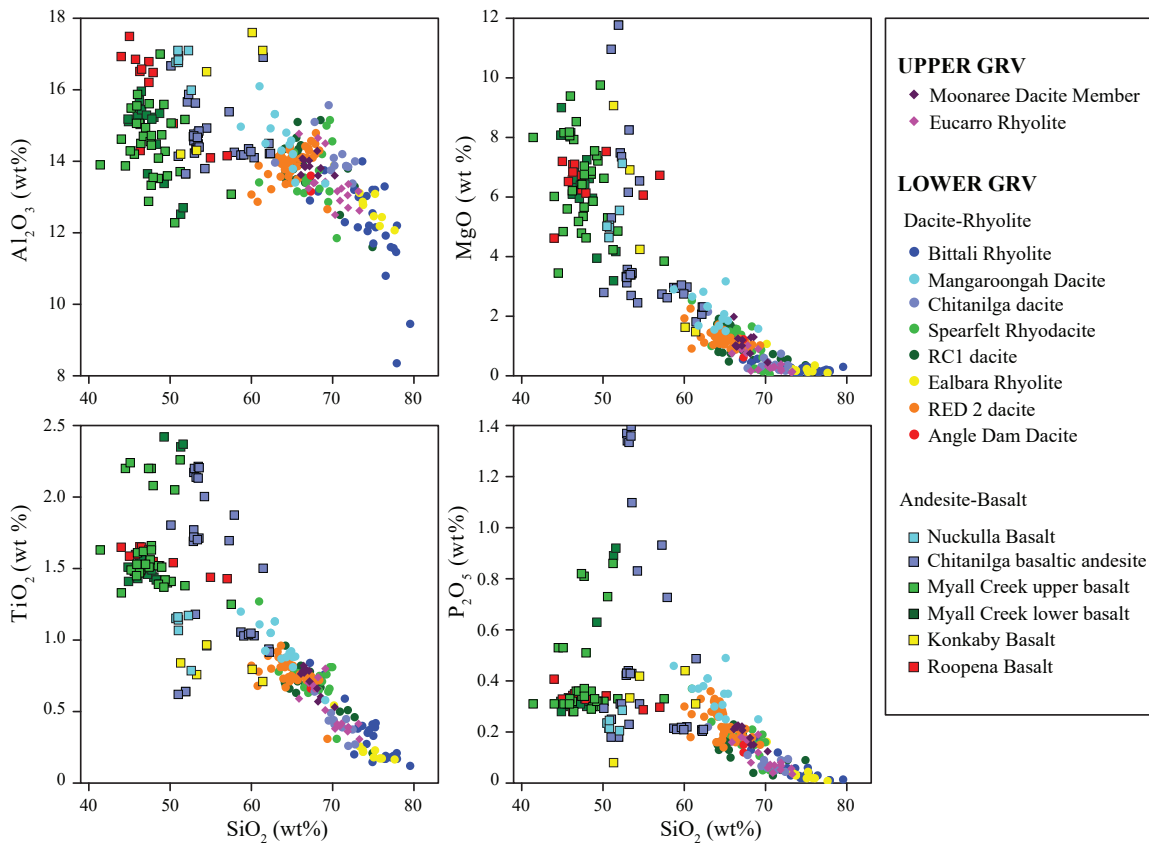 18
16
14
12
14
8
Al₂O₃ (wt%)
40
50
60
70
80
12
10
8
6
4
2
0
MgO (wt %)
40
50
60
70
80
2.5
2.0
1.5
1.0
0.5
0
TiO₂ (wt %)
40
50
60
70
80
SiO₂ (wt%)
1.4
1.2
1.0
0.8
0.6
0.4
0.2
0
P₂O₅ (wt%)
40
50
60
70
80
SiO₂ (wt%)
UPPER GRV
Moonaree Dacite Member
Eucarro Rhyolite
LOWER GRV
Dacite-Rhyolite
Bittali Rhyolite
Mangaroongah Dacite
Chitanilga dacite
Spearfelt Rhyodacite
RC1 dacite
Ealbara Rhyolite
RED 2 dacite
Angle Dam Dacite
Andesite-Basalt
Nuckulla Basalt
Chitanilga basaltic andesite
Myall Creek upper basalt
Myall Creek lower basalt
Konkaby Basalt
Roopena Basalt